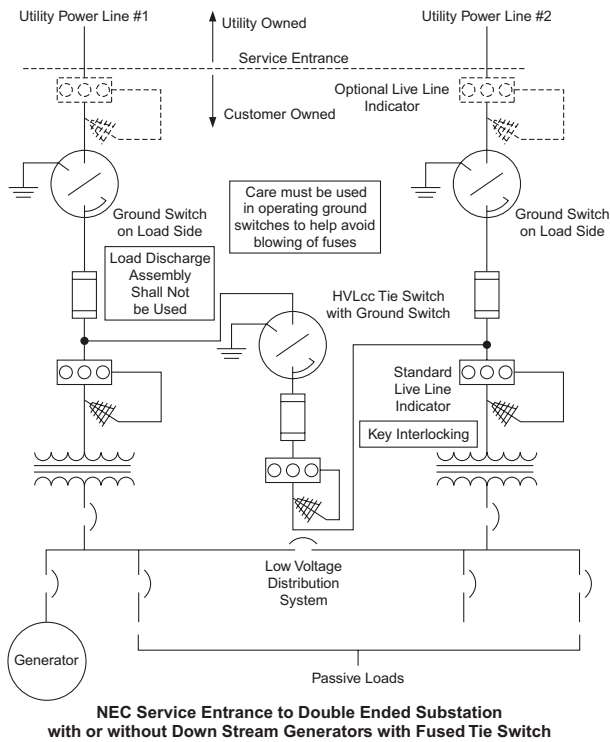 Utility Power Line #1
Utility Owned
Utility Power Line #2
Service Entrance
Optional Live Line
Indicator
Customer Owned
Care must be used
in operating ground
switches to help avoid
blowing of fuses
Ground Switch
on Load Side
Ground Switch
on Load Side
Load Discharge
Assembly
Shall Not
be Used
HVLcc Tie Switch
with Ground Switch
Standard
Live Line
Indicator
Key Interlocking
Low Voltage
Distribution
System
Generator
Passive Loads
NEC Service Entrance to Double Ended Substation
with or without Down Stream Generators with Fused Tie Switch